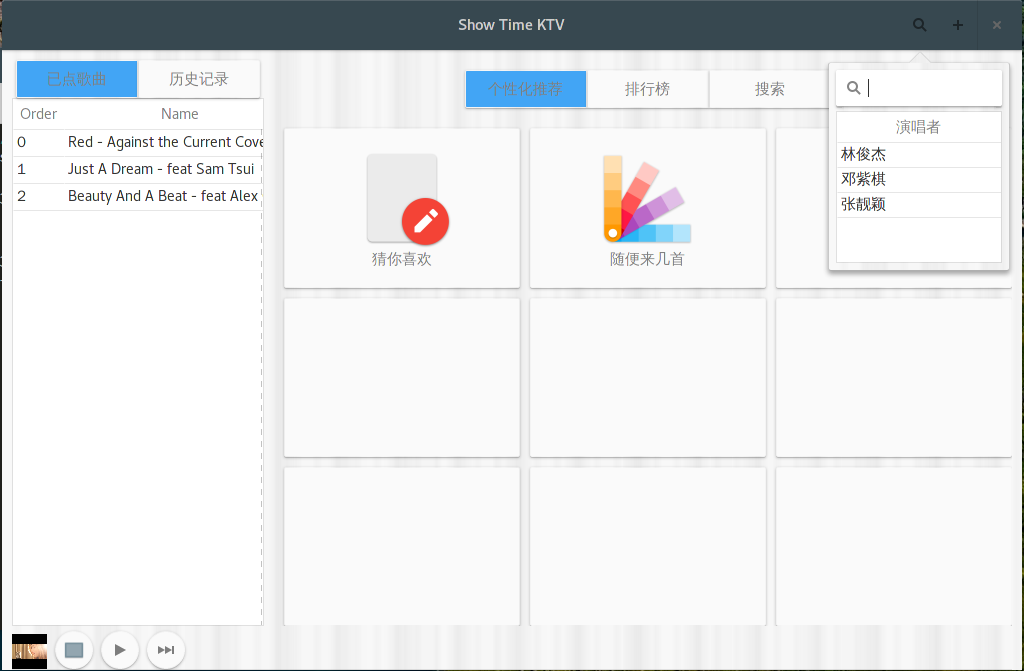 Show Time KTV
已点歌曲 历史记录
个性化推荐 排行榜 搜索
Order Name
0 Red - Against the Current Cove
1 Just A Dream - feat Sam Tsui
2 Beauty And A Beat - feat Alex
猜你喜欢
随便来几首
演唱者
林俊杰
邓紫棋
张靓颖